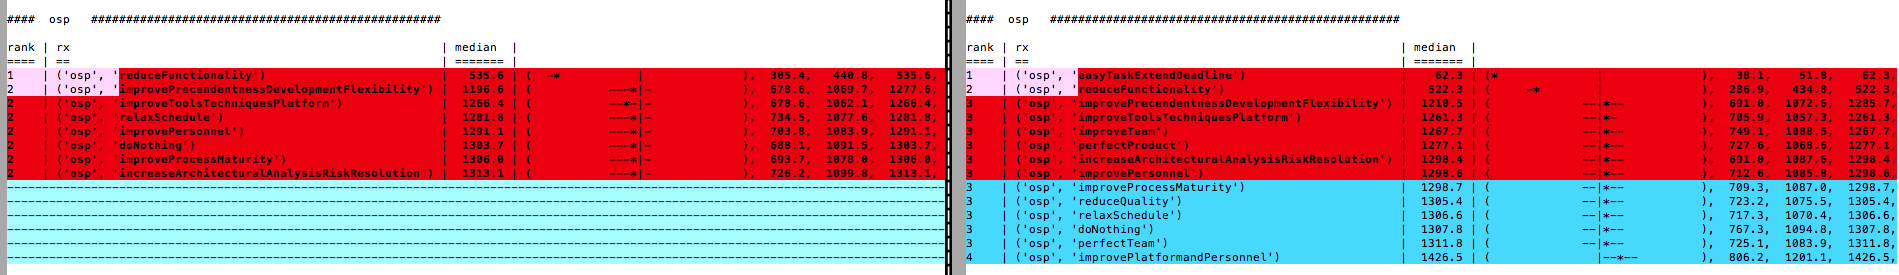 ####  osp   ##################################################
rank | rx                                                      | median  |
==== | ==                                                      | ======= |
1    | ('osp', 'reduceFunctionality')                          |   535.6 | (  -*           |              ), 305.4,  440.8,  535.6,
2    | ('osp', 'improvePrecendentnessDevelopmentFlexibility')  |  1196.6 | (            ---*|-           ), 678.6,  1069.7,  1277.6,
2    | ('osp', 'improveToolsTechniquesPlatform')               |  1266.4 | (            --*-|-           ), 678.6,  1062.1,  1266.4,
2    | ('osp', 'relaxSchedule')                                |  1281.8 | (            ---*|-           ), 734.5,  1077.6,  1281.8,
2    | ('osp', 'improvePersonnel')                             |  1291.1 | (            ---*|-           ), 703.8,  1083.9,  1291.1,
2    | ('osp', 'doNothing')                                    |  1303.7 | (            ---*|-           ), 688.1,  1091.5,  1303.7,
2    | ('osp', 'improveProcessMaturity')                       |  1306.0 | (            ---*|-           ), 693.7,  1078.0,  1306.0,
2    | ('osp', 'increaseArchitecturalAnalysisRiskResolution')  |  1313.1 | (            ---*|-           ), 726.2,  1099.8,  1313.1,
####  osp   ##################################################
rank | rx                                                      | median  |
==== | ==                                                      | ======= |
1    | ('osp', 'easyTaskExtendDeadline')                       |    62.3 | (*              |              ), 38.1,  51.8,  62.3,
2    | ('osp', 'reduceFunctionality')                          |   522.3 | (     -*        |              ), 286.9,  434.8,  522.3,
3    | ('osp', 'improvePrecendentnessDevelopmentFlexibility')  |  1210.5 | (             --|*--           ), 691.0,  1072.6,  1285.7,
3    | ('osp', 'improveToolsTechniquesPlatform')               |  1261.3 | (             --|*-            ), 705.9,  1057.3,  1261.3,
3    | ('osp', 'improveTeam')                                  |  1267.7 | (             --|*--           ), 749.1,  1088.5,  1267.7,
3    | ('osp', 'perfectProduct')                               |  1277.1 | (             --|*--           ), 727.6,  1068.6,  1277.1,
3    | ('osp', 'increaseArchitecturalAnalysisRiskResolution')  |  1298.4 | (             --|*--           ), 691.0,  1087.6,  1298.4,
3    | ('osp', 'improvePersonnel')                             |  1298.6 | (             --|*--           ), 712.6,  1085.8,  1298.6,
3    | ('osp', 'improveProcessMaturity')                       |  1298.7 | (             --|*--           ), 709.3,  1087.0,  1298.7,
3    | ('osp', 'reduceQuality')                                |  1305.4 | (             --|*--           ), 723.2,  1075.5,  1305.4,
3    | ('osp', 'relaxSchedule')                                |  1306.6 | (             --|*--           ), 717.3,  1070.4,  1306.6,
3    | ('osp', 'doNothing')                                    |  1307.8 | (             --|*--           ), 767.3,  1094.8,  1307.8,
3    | ('osp', 'perfectTeam')                                  |  1311.8 | (             --|*--           ), 725.1,  1083.9,  1311.8,
4    | ('osp', 'improvePlatformandPersonnel')                  |  1426.5 | (               |--*--         ), 806.2,  1201.1,  1426.5,